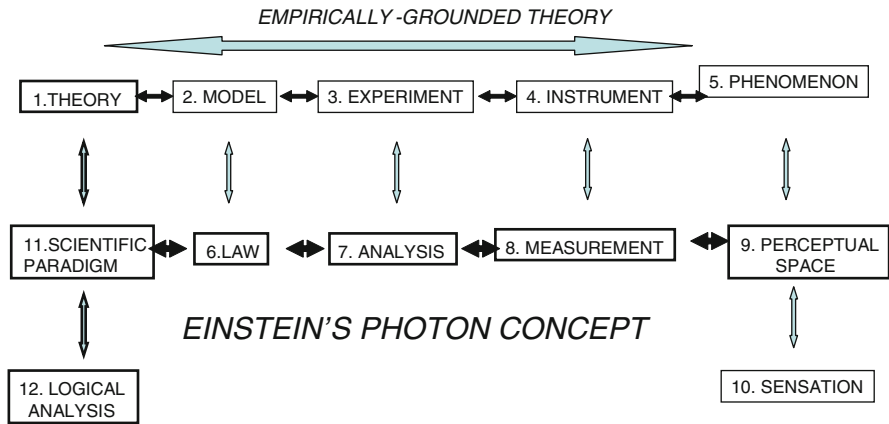 EMPIRICALLY -GROUNDED THEORY
1.THEORY
2. MODEL
3. EXPERIMENT
4. INSTRUMENT
5. PHENOMENON
11.SCIENTIFIC
PARADIGM
6.LAW
7. ANALYSIS
8. MEASUREMENT
9. PERCEPTUAL
SPACE
EINSTEIN'S PHOTON CONCEPT
12. LOGICAL
ANALYSIS
10. SENSATION